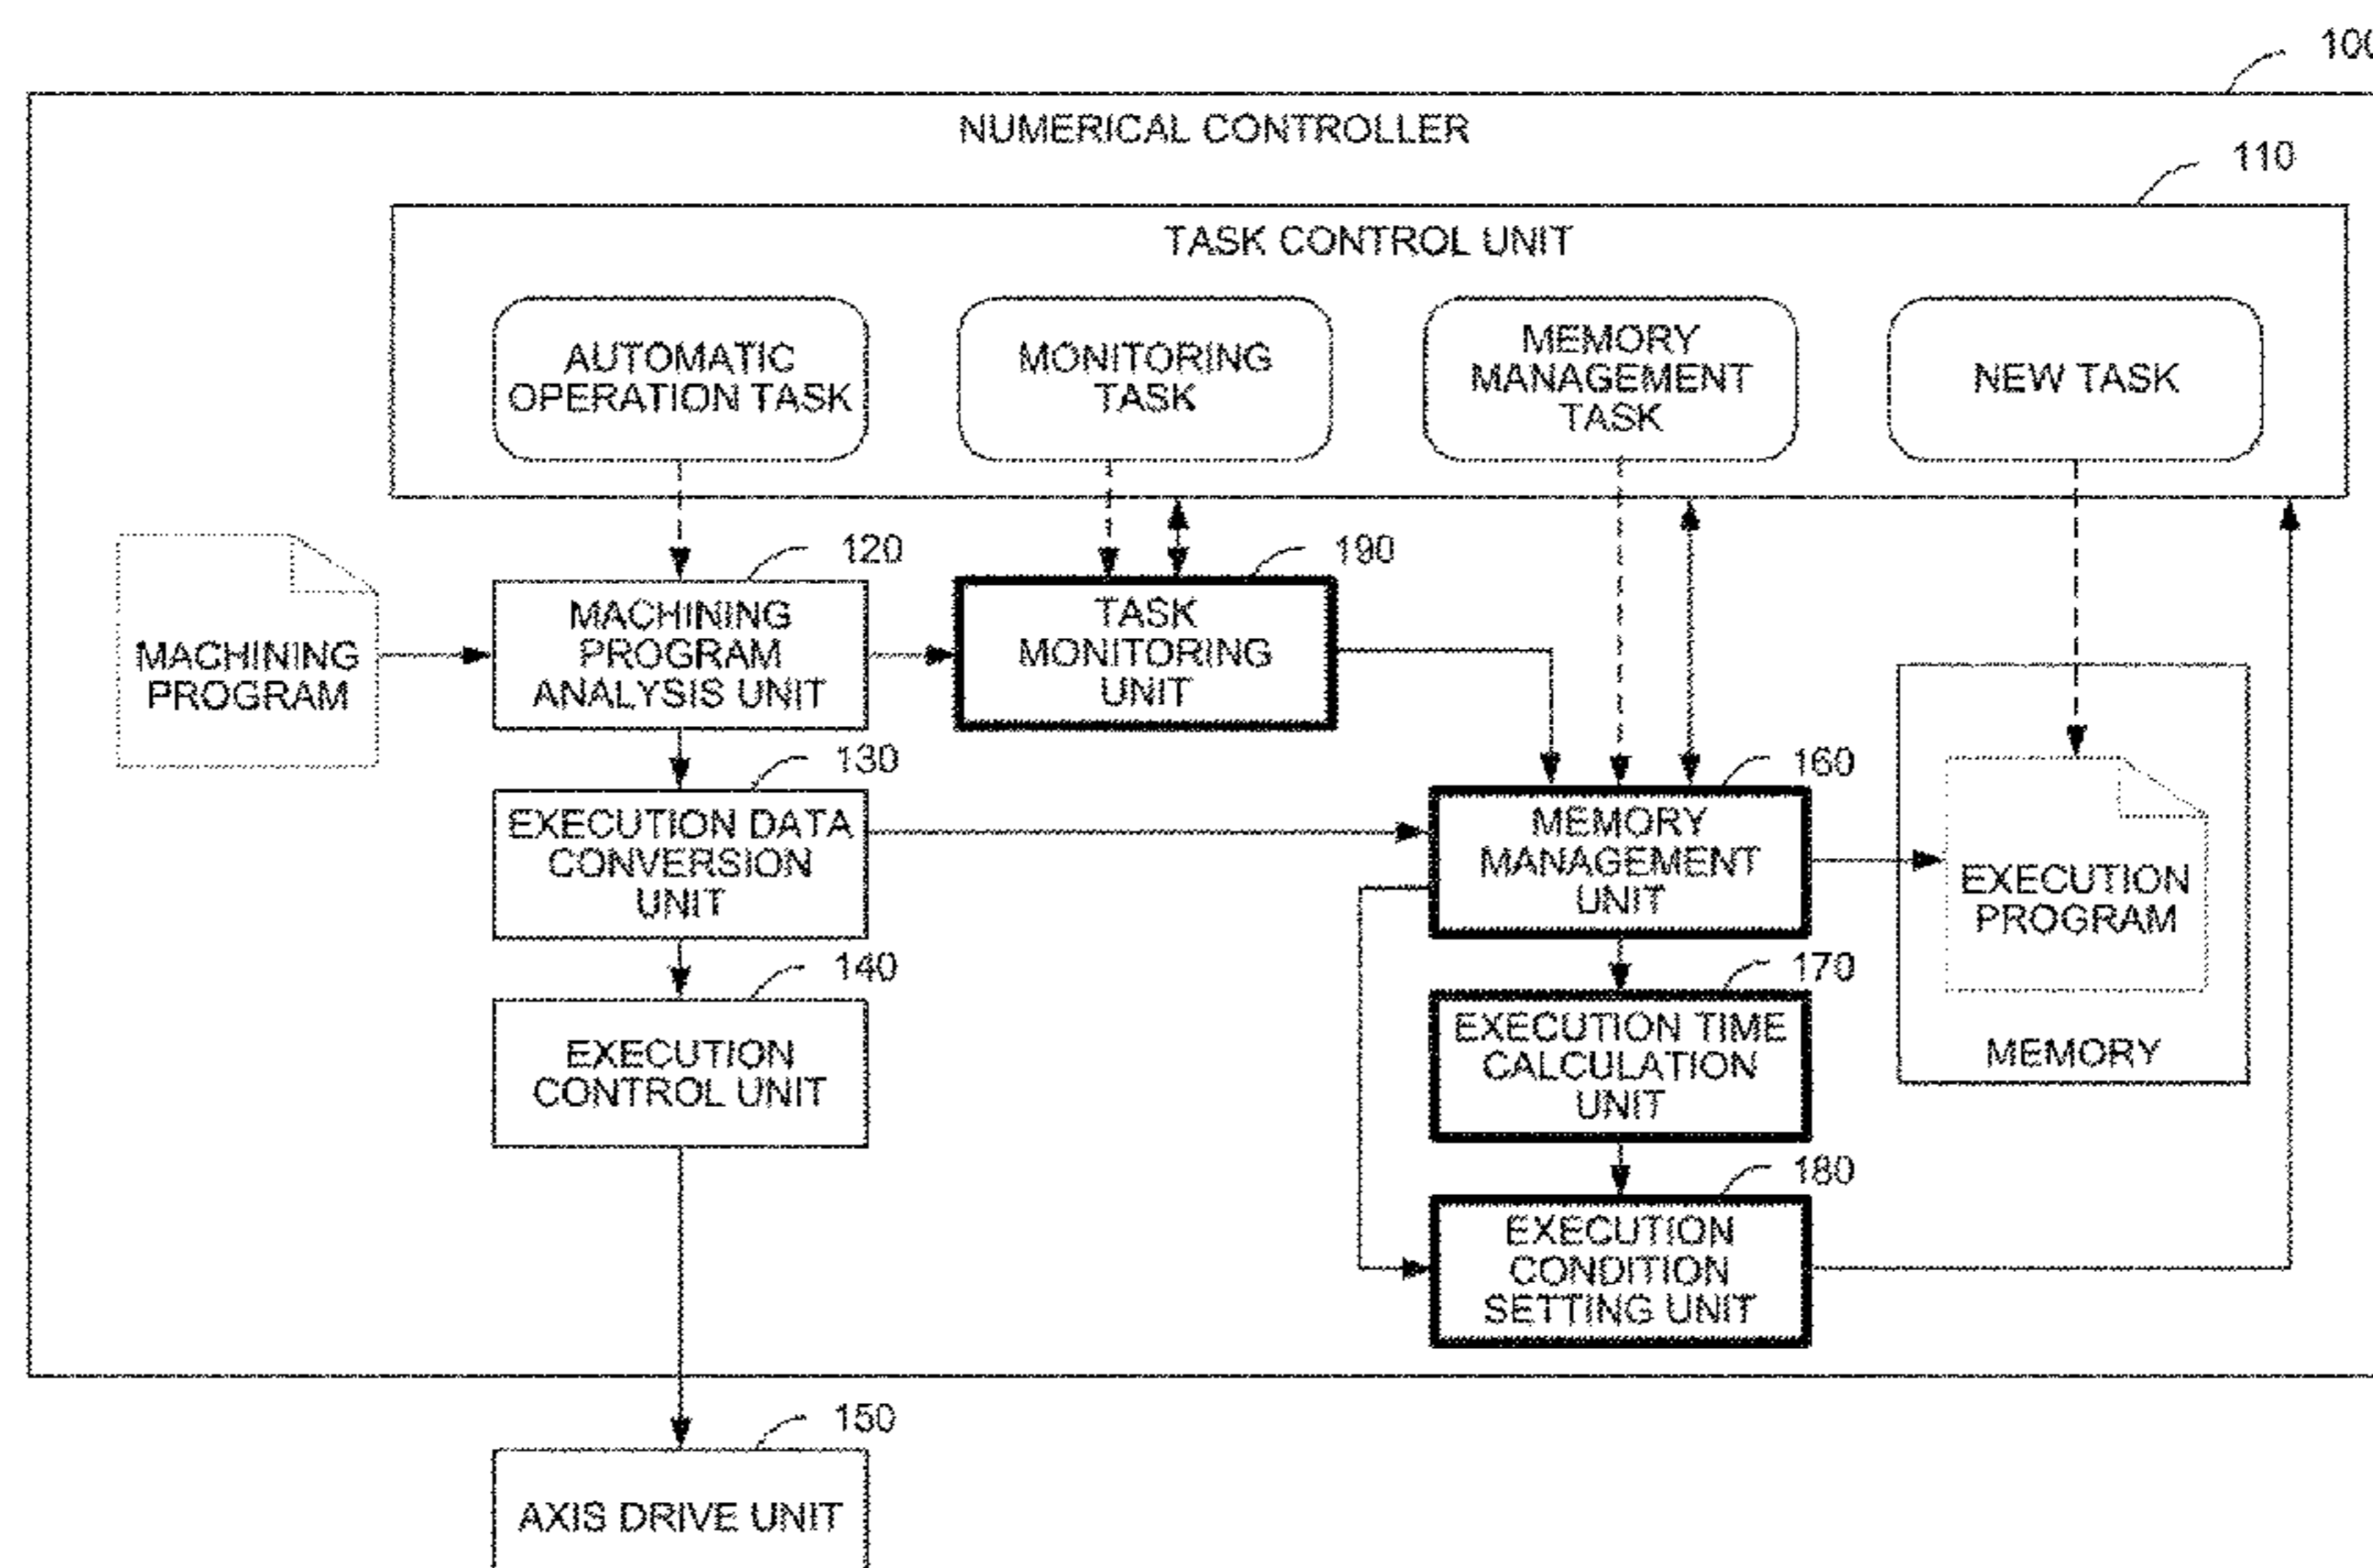 100
NUMERICAL CONTROLLER
110
TASK CONTROL UNIT
AUTOMATIC
OPERATION TASK
MONITORING
TASK
MEMORY
MANAGEMENT
TASK
NEW TASK
MACHINING
PROGRAM
120
MACHINING
PROGRAM
ANALYSIS UNIT
190
TASK
MONITORING
UNIT
130
EXECUTION DATA
CONVERSION
UNIT
160
MEMORY
MANAGEMENT
UNIT
EXECUTION
PROGRAM
MEMORY
140
EXECUTION
CONTROL UNIT
170
EXECUTION TIME
CALCULATION
UNIT
180
EXECUTION
CONDITION
SETTING UNIT
150
AXIS DRIVE UNIT